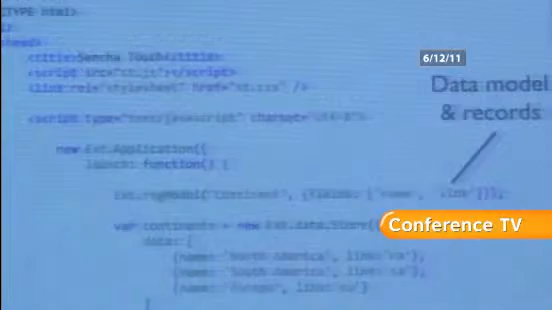 <title>Sencha Touch</title>
<script src="st.js"></script>
<link rel="stylesheet" href="st.css" />
6/12/11
Data model
& records
<script type="text/javascript" charset="utf-8">
new Ext.Application({
launch: function() {
Ext.regModel('Continent', {fields: ['name', 'link']});
Conference TV
var continents = new Ext.data.Store({
data: [
{name:'North America', link:'na'},
{name:'South America', link:'sa'},
{name:'Europe', link:'eu'}
]